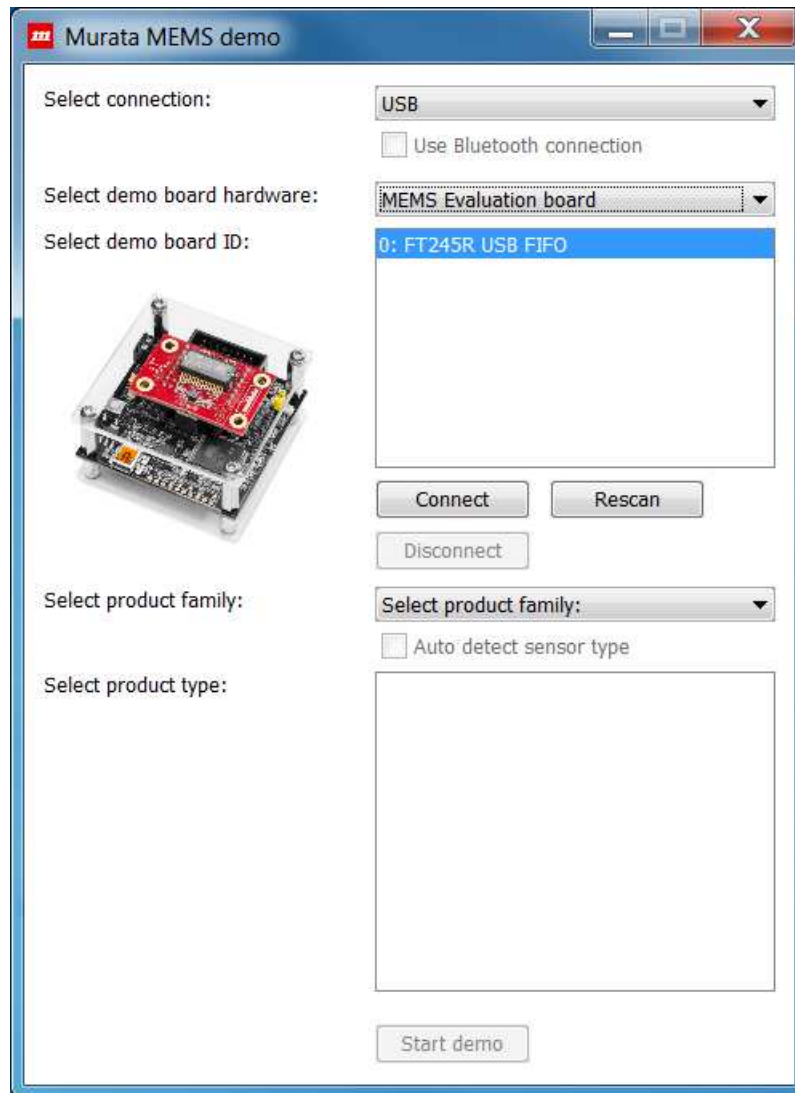 Murata MEMS demo
Select connection:
USB
Use Bluetooth connection
Select demo board hardware:
MEMS Evaluation board
Select demo board ID:
0: FT245R USB FIFO
Connect
Rescan
Disconnect
Select product family:
Select product family:
Auto detect sensor type
Select product type:
Start demo